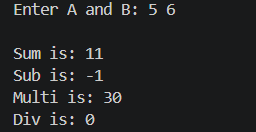 Enter A and B: 5 6
Sum is: 11
Sub is: -1
Multi is: 30
Div is: 0